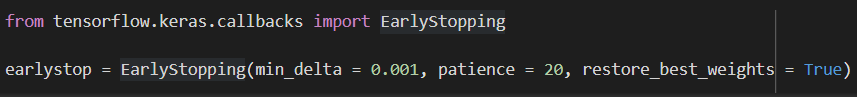 from tensorflow.keras.callbacks import EarlyStopping
earlystop = EarlyStopping(min_delta = 0.001, patience = 20, restore_best_weights = True)